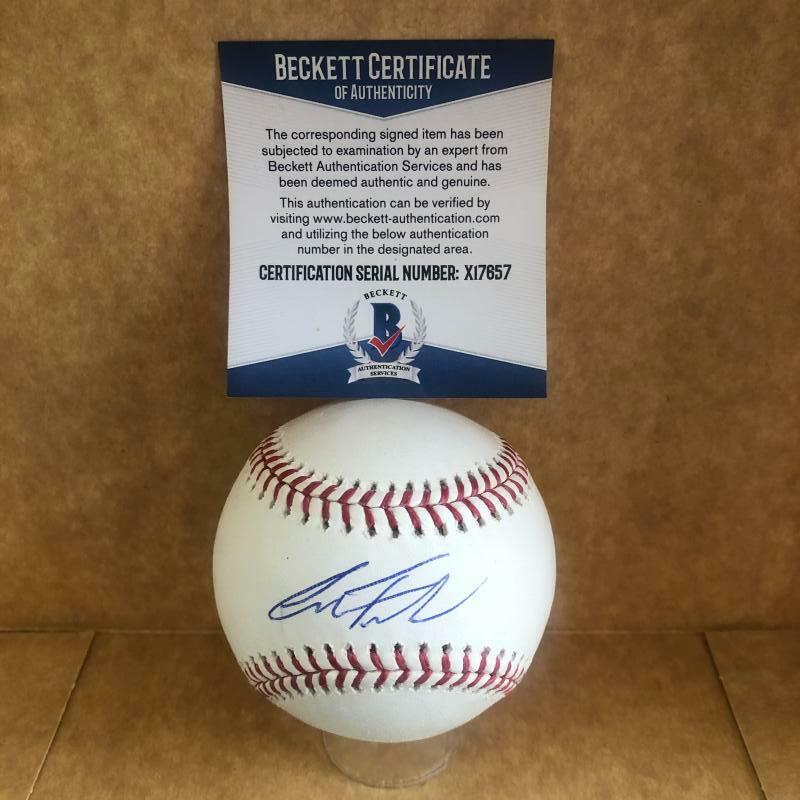 BECKETT CERTIFICATE
OF AUTHENTICITY
The corresponding signed item has been
subjected to examination by an expert from
Beckett Authentication Services and has
been deemed authentic and genuine.
This authentication can be verified by
visiting www.beckett-authentication.com
and utilizing the below authentication
number in the designated area.
CERTIFICATION SERIAL NUMBER: X17657
BECKETT
B
AUTHENTICATION
SERVICES